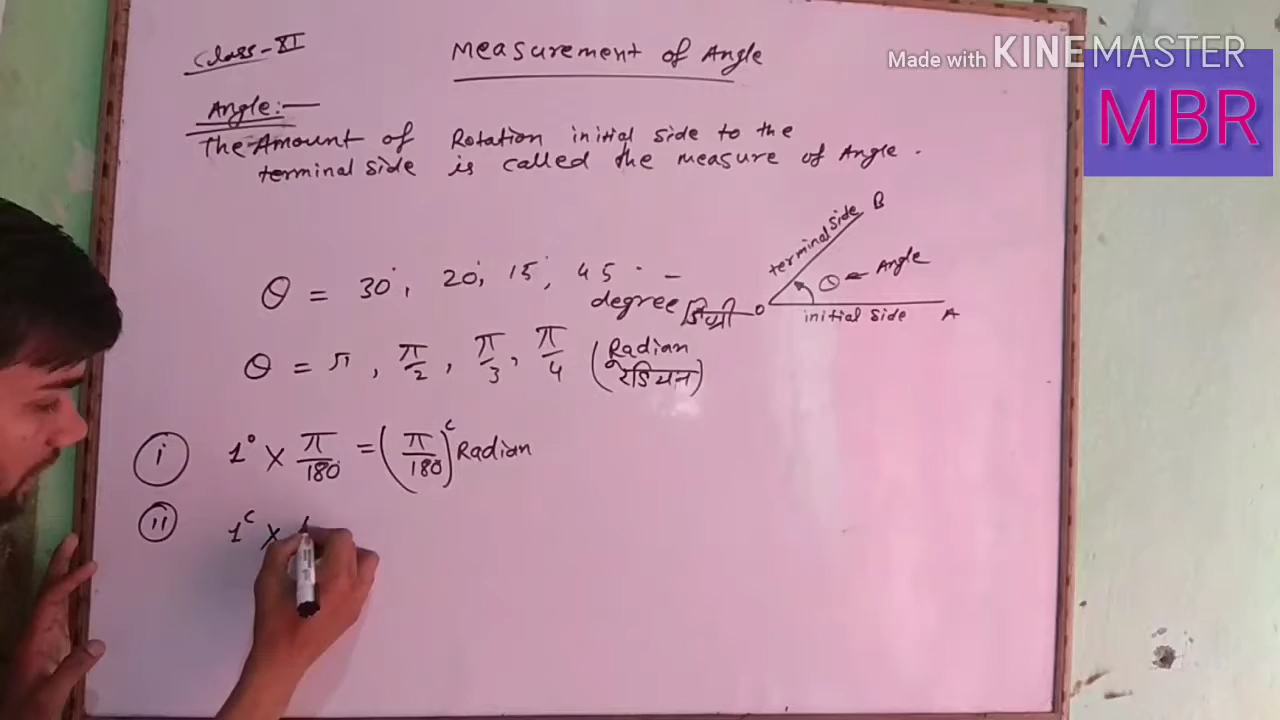 Class-XI
Measurement of Angle
Made with KINEMASTER
MBR
Angle:—
The Amount of Rotation initial side to the
terminal side is called the measure of Angle.
terminal side B
θ ← Angle
O initial side A
θ = 30°, 20°, 15°, 45° –
degree डिग्री
θ = π, π/2, π/3, π/4 (Radian
रेडियन)
(i) 1° × π/180 = (π/180)ᶜ Radian
(ii) 1ᶜ ×